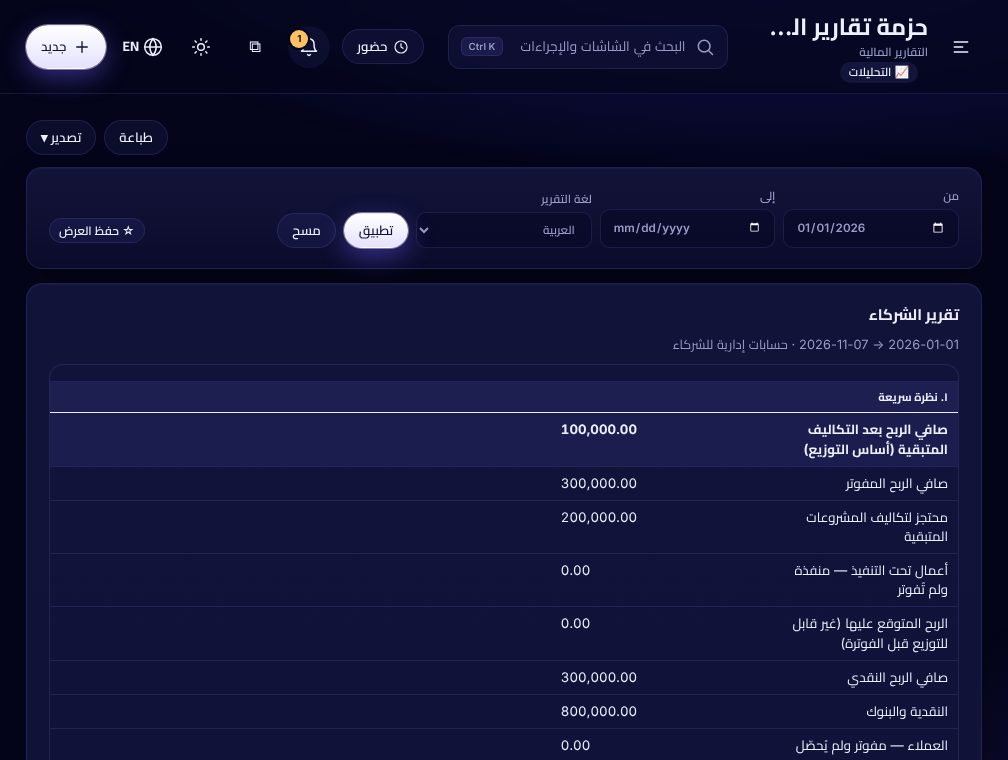 حزمة تقارير الـ...
التقارير المالية
📈 التحليلات
البحث في الشاشات والإجراءات Ctrl K
حضور
1
EN
+ جديد
طباعة
تصدير ▾
من
01/01/2026
إلى
mm/dd/yyyy
لغة التقرير
العربية
تطبيق
مسح
☆ حفظ العرض
تقرير الشركاء
2026-01-01 → 2026-11-07 · حسابات إدارية للشركاء
١. نظرة سريعة
صافي الربح بعد التكاليف المتبقية (أساس التوزيع) 100,000.00
صافي الربح المفوتر 300,000.00
محتجز لتكاليف المشروعات المتبقية 200,000.00
أعمال تحت التنفيذ — منفذة ولم تُفوتر 0.00
الربح المتوقع عليها (غير قابل للتوزيع قبل الفوترة) 0.00
صافي الربح النقدي 300,000.00
النقدية والبنوك 800,000.00
العملاء — مفوتر ولم يُحصّل 0.00